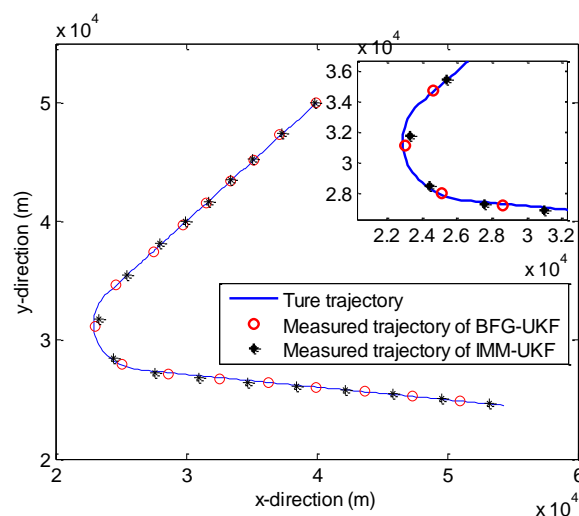 x 10^4
5
4
3
2
y-direction (m)
x 10^4
3.6
3.4
3.2
3
2.8
2.2 2.4 2.6 2.8 3 3.2
x 10^4
Ture trajectory
Measured trajectory of BFG-UKF
Measured trajectory of IMM-UKF
2 3 4 5 6
x-direction (m)
x 10^4